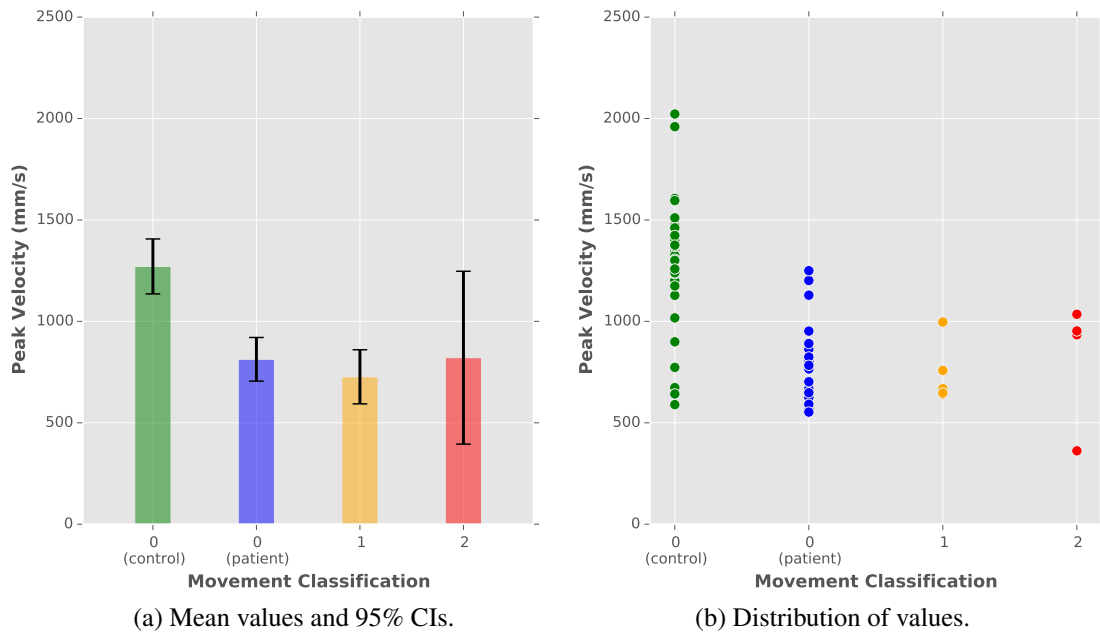 2500
2000
1500
1000
500
0
Peak Velocity (mm/s)
0 0 1 2
(control) (patient)
Movement Classification
(a) Mean values and 95% CIs.
2500
2000
1500
1000
500
0
Peak Velocity (mm/s)
0 0 1 2
(control) (patient)
Movement Classification
(b) Distribution of values.